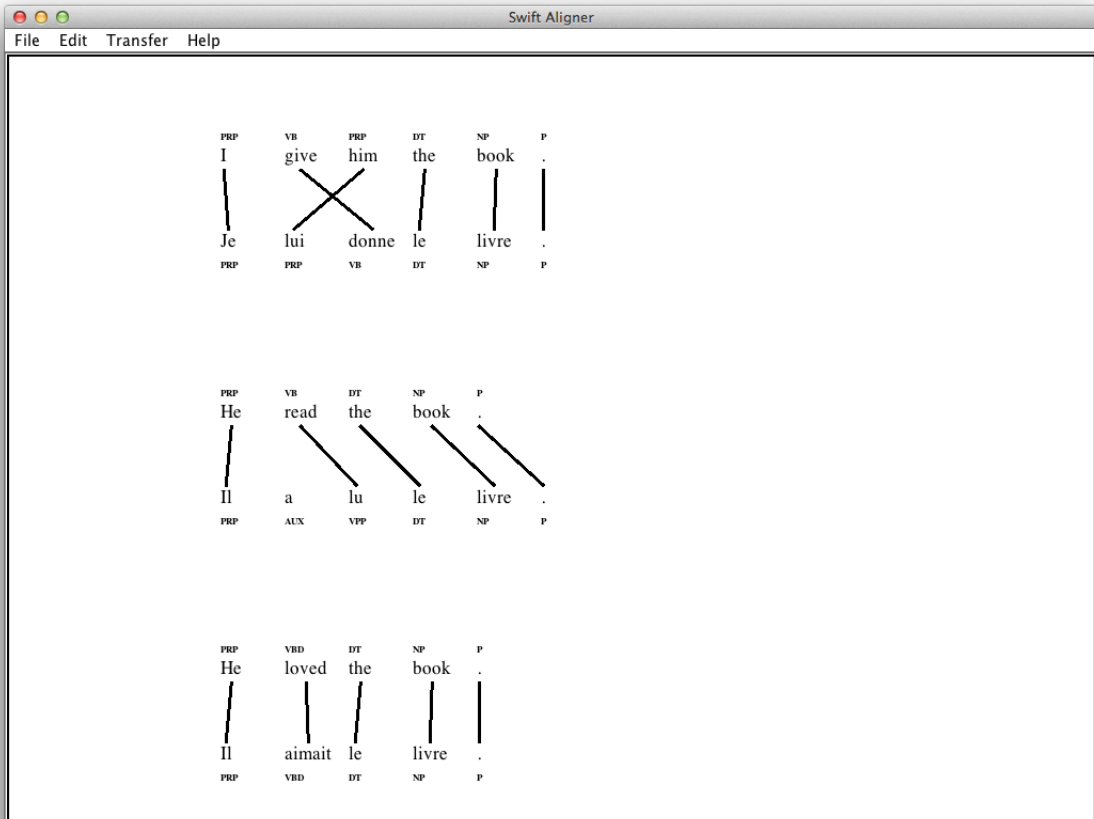 Swift Aligner
File Edit Transfer Help
PRP VB PRP DT NP P
I give him the book .
Je lui donne le livre .
PRP PRP VB DT NP P
PRP VB DT NP P
He read the book .
Il a lu le livre .
PRP AUX VPP DT NP P
PRP VBD DT NP P
He loved the book .
Il aimait le livre .
PRP VBD DT NP P